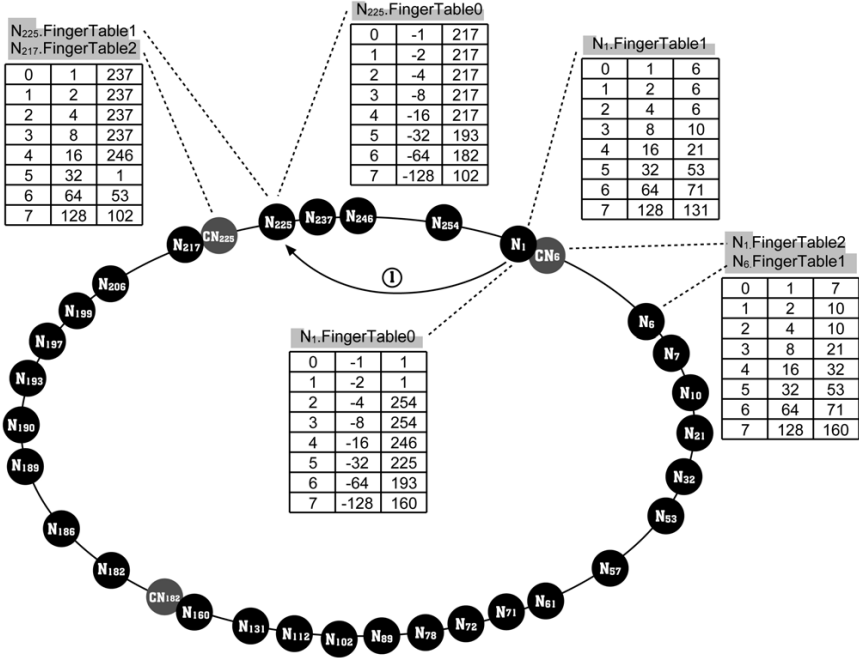 N225.FingerTable1
N217.FingerTable2
0 1 237
1 2 237
2 4 237
3 8 237
4 16 246
5 32 1
6 64 53
7 128 102
N225.FingerTable0
0 -1 217
1 -2 217
2 -4 217
3 -8 217
4 -16 217
5 -32 193
6 -64 182
7 -128 102
N1.FingerTable1
0 1 6
1 2 6
2 4 6
3 8 10
4 16 21
5 32 53
6 64 71
7 128 131
N1.FingerTable2
N6.FingerTable1
0 1 7
1 2 10
2 4 10
3 8 21
4 16 32
5 32 53
6 64 71
7 128 160
N1.FingerTable0
0 -1 1
1 -2 1
2 -4 254
3 -8 254
4 -16 246
5 -32 225
6 -64 193
7 -128 160
①
N217
CN225
N225
N237
N246
N254
N1
CN6
N6
N7
N10
N21
N32
N53
N57
N61
N71
N72
N78
N89
N102
N112
N131
N160
CN182
N182
N186
N189
N190
N193
N197
N199
N206